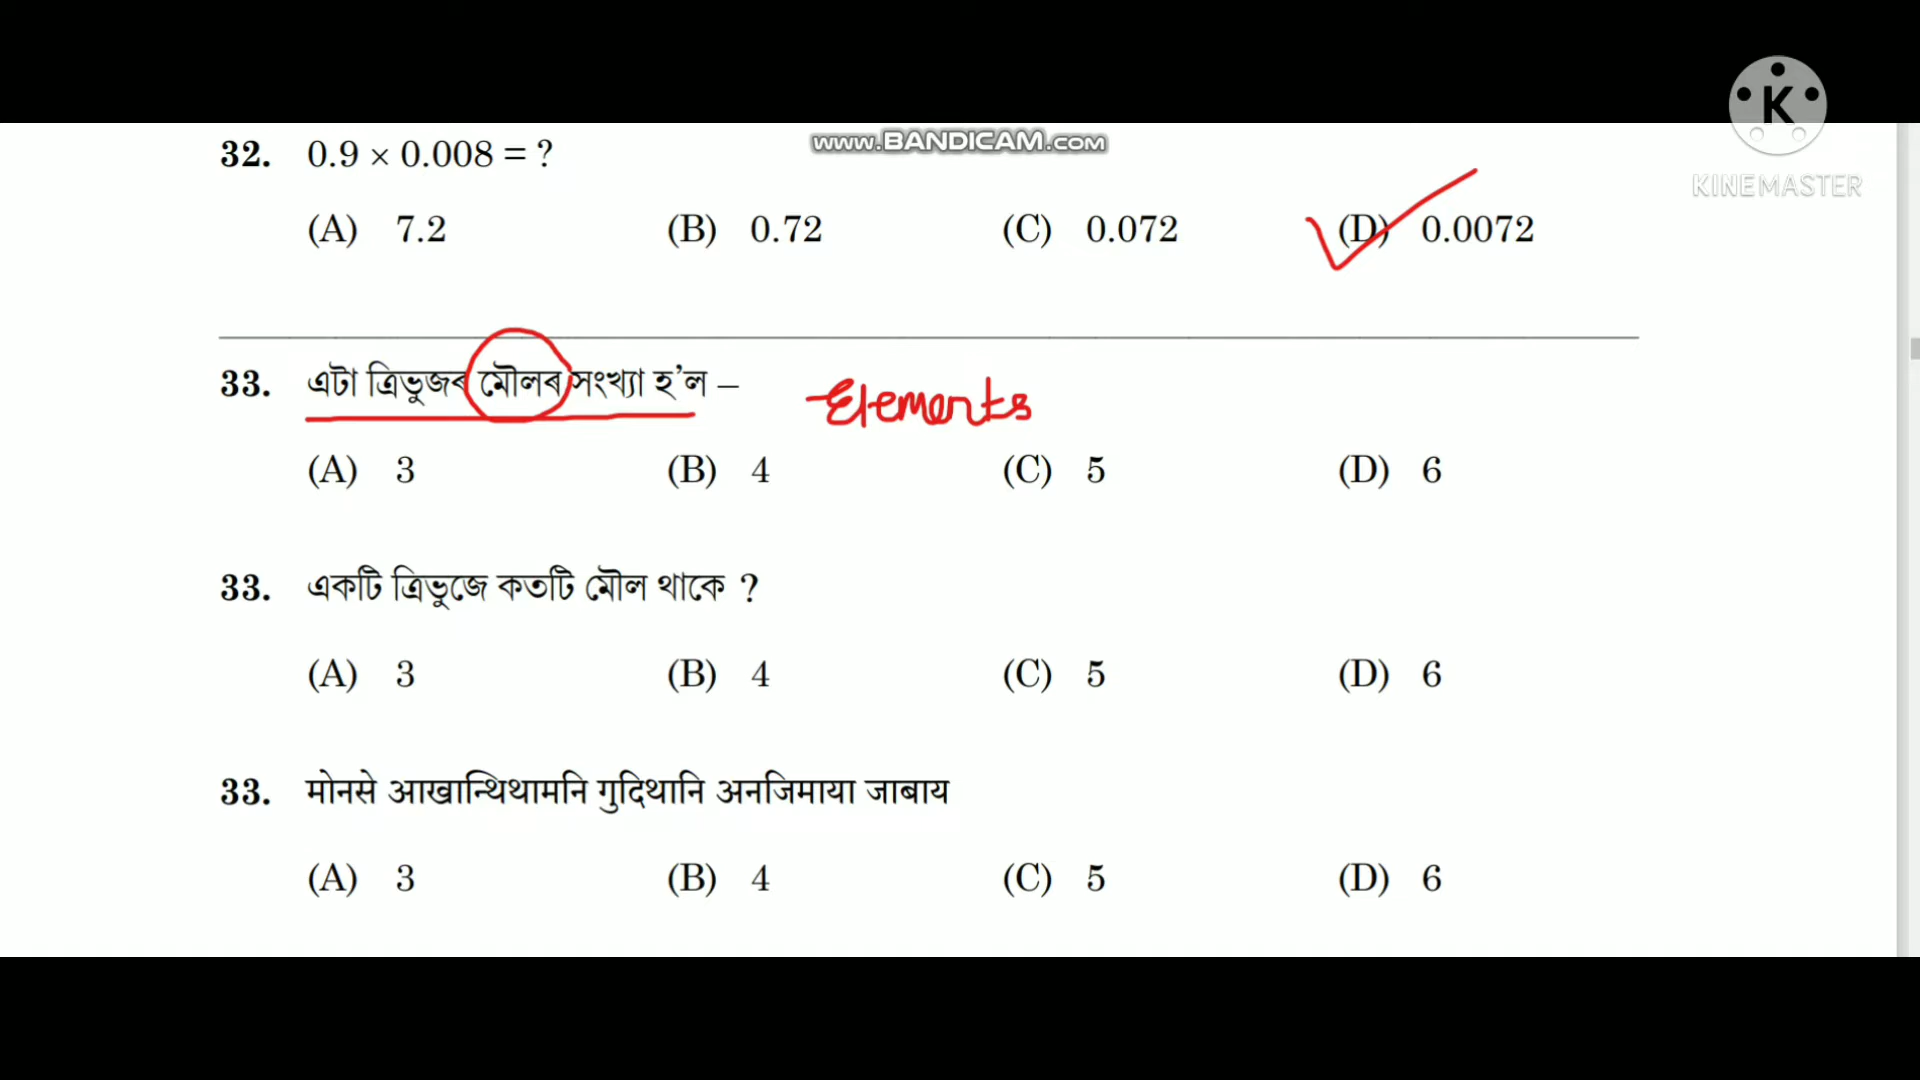 K
KINEMASTER
www.BANDICAM.com
32. 0.9 × 0.008 = ?
(A) 7.2 (B) 0.72 (C) 0.072 (D) 0.0072
33. এটা ত্ৰিভুজৰ মৌলৰ সংখ্যা হ’ল –
Elements
(A) 3 (B) 4 (C) 5 (D) 6
33. একটি ত্রিভুজে কতটি মৌল থাকে ?
(A) 3 (B) 4 (C) 5 (D) 6
33. मोनसे आखान्थिथामनि गुदिथानि अनजिमाया जाबाय
(A) 3 (B) 4 (C) 5 (D) 6